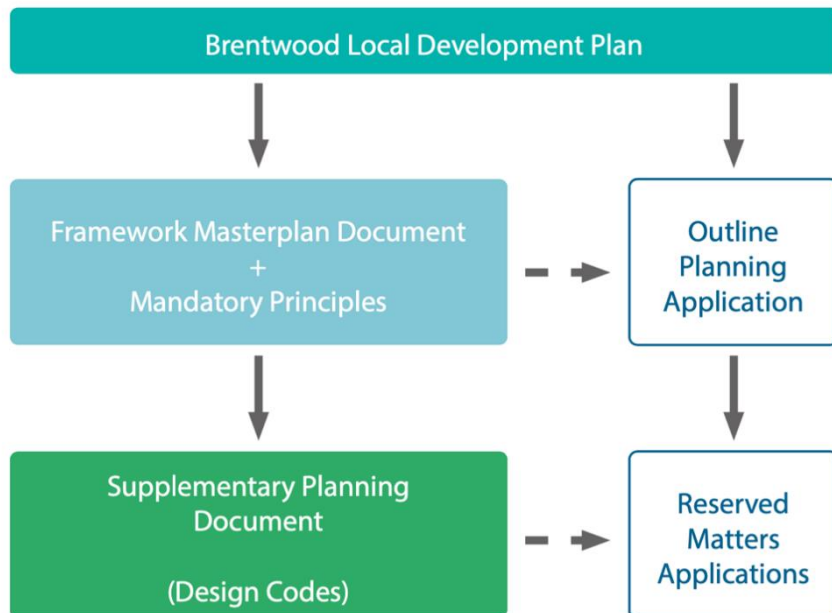 Brentwood Local Development Plan
Framework Masterplan Document
+
Mandatory Principles
Outline
Planning
Application
Supplementary Planning
Document
(Design Codes)
Reserved
Matters
Applications